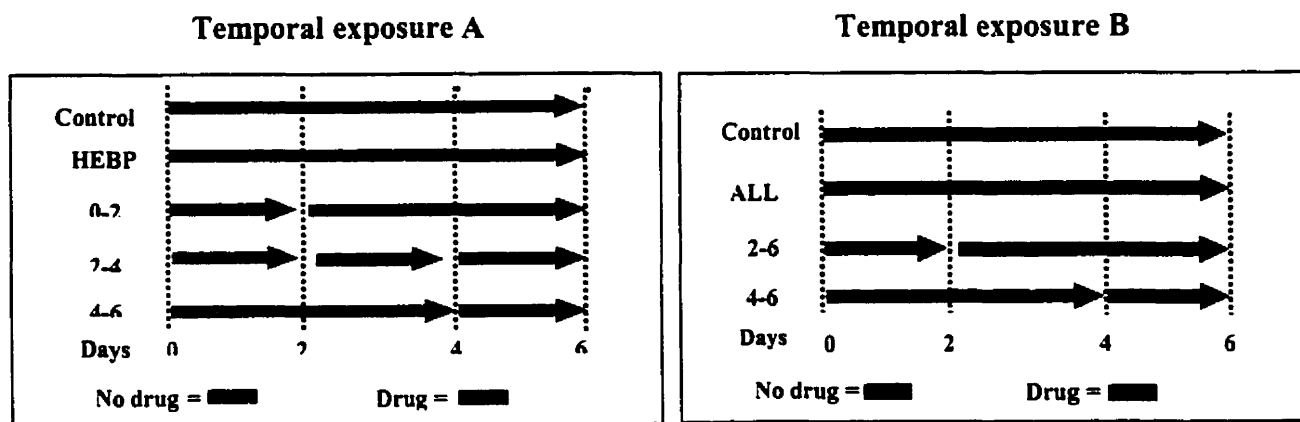 Temporal exposure A
Control
HEBP
0-2
2-4
4-6
Days 0 2 4 6
No drug = Drug =
Temporal exposure B
Control
ALL
2-6
4-6
Days 0 2 4 6
No drug = Drug =